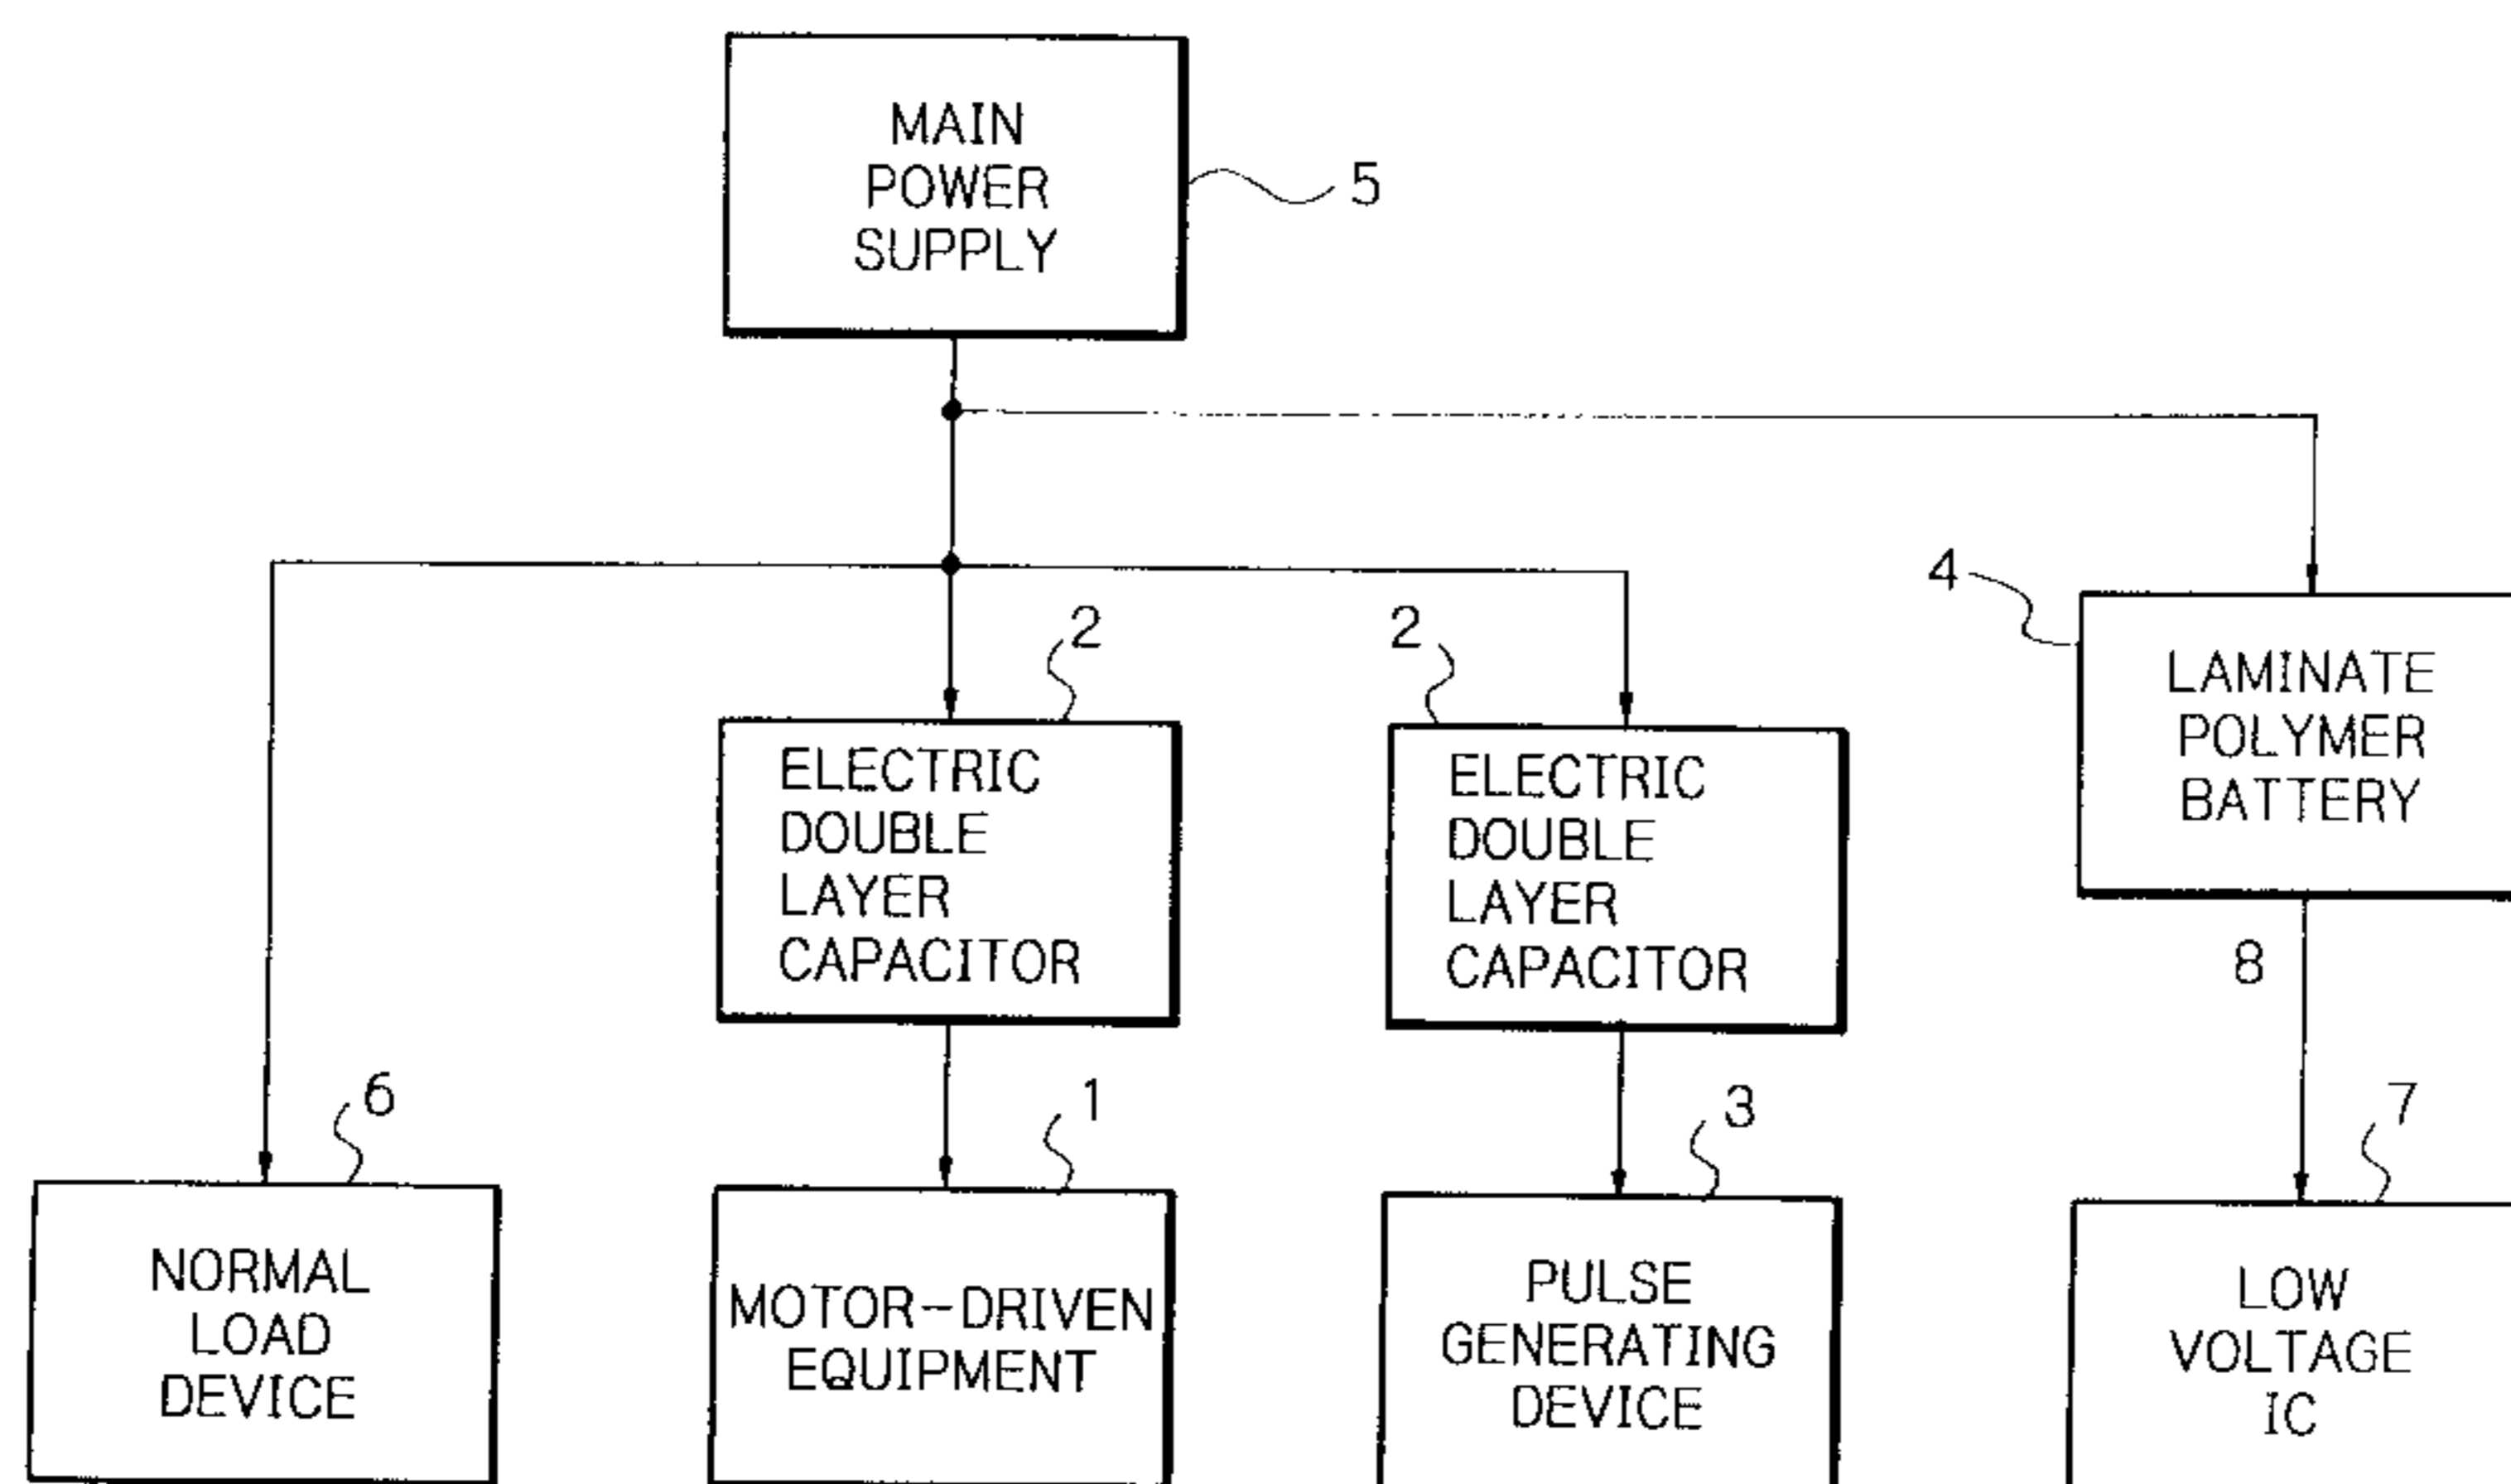 MAIN
POWER
SUPPLY
5
2
2
4
ELECTRIC
DOUBLE
LAYER
CAPACITOR
ELECTRIC
DOUBLE
LAYER
CAPACITOR
LAMINATE
POLYMER
BATTERY
8
6
1
3
7
NORMAL
LOAD
DEVICE
MOTOR-DRIVEN
EQUIPMENT
PULSE
GENERATING
DEVICE
LOW
VOLTAGE
IC